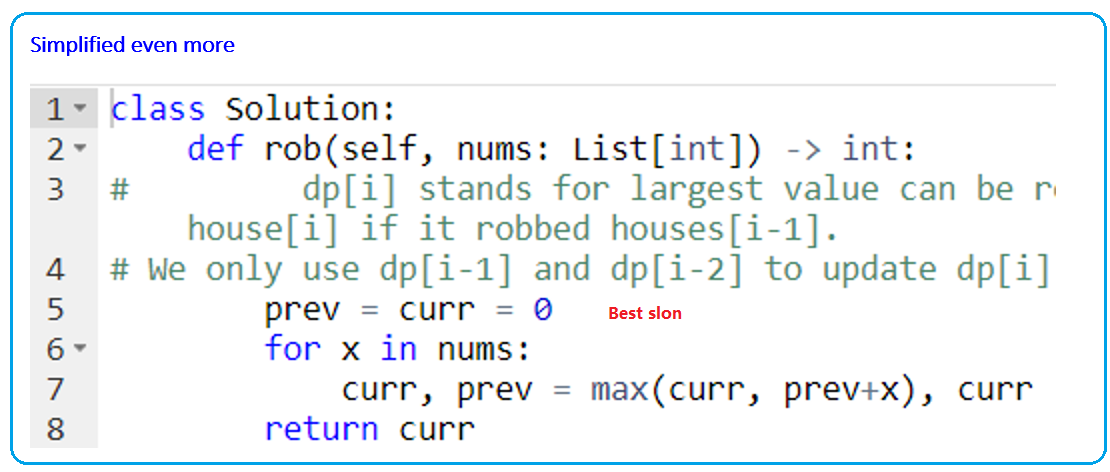 Simplified even more
1 class Solution:
2 def rob(self, nums: List[int]) -> int:
3 # dp[i] stands for largest value can be
house[i] if it robbed houses[i-1].
4 # We only use dp[i-1] and dp[i-2] to update dp[i]
5 prev = curr = 0 Best slon
6 for x in nums:
7 curr, prev = max(curr, prev+x), curr
8 return curr